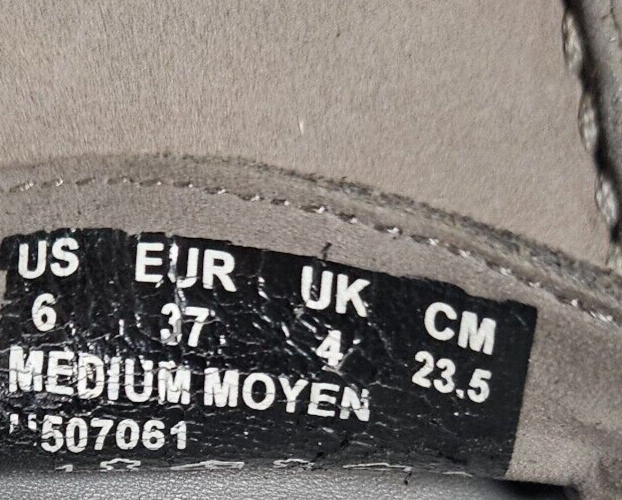 US EUR UK CM
6 37 4 23.5
MEDIUM MOYEN
507061